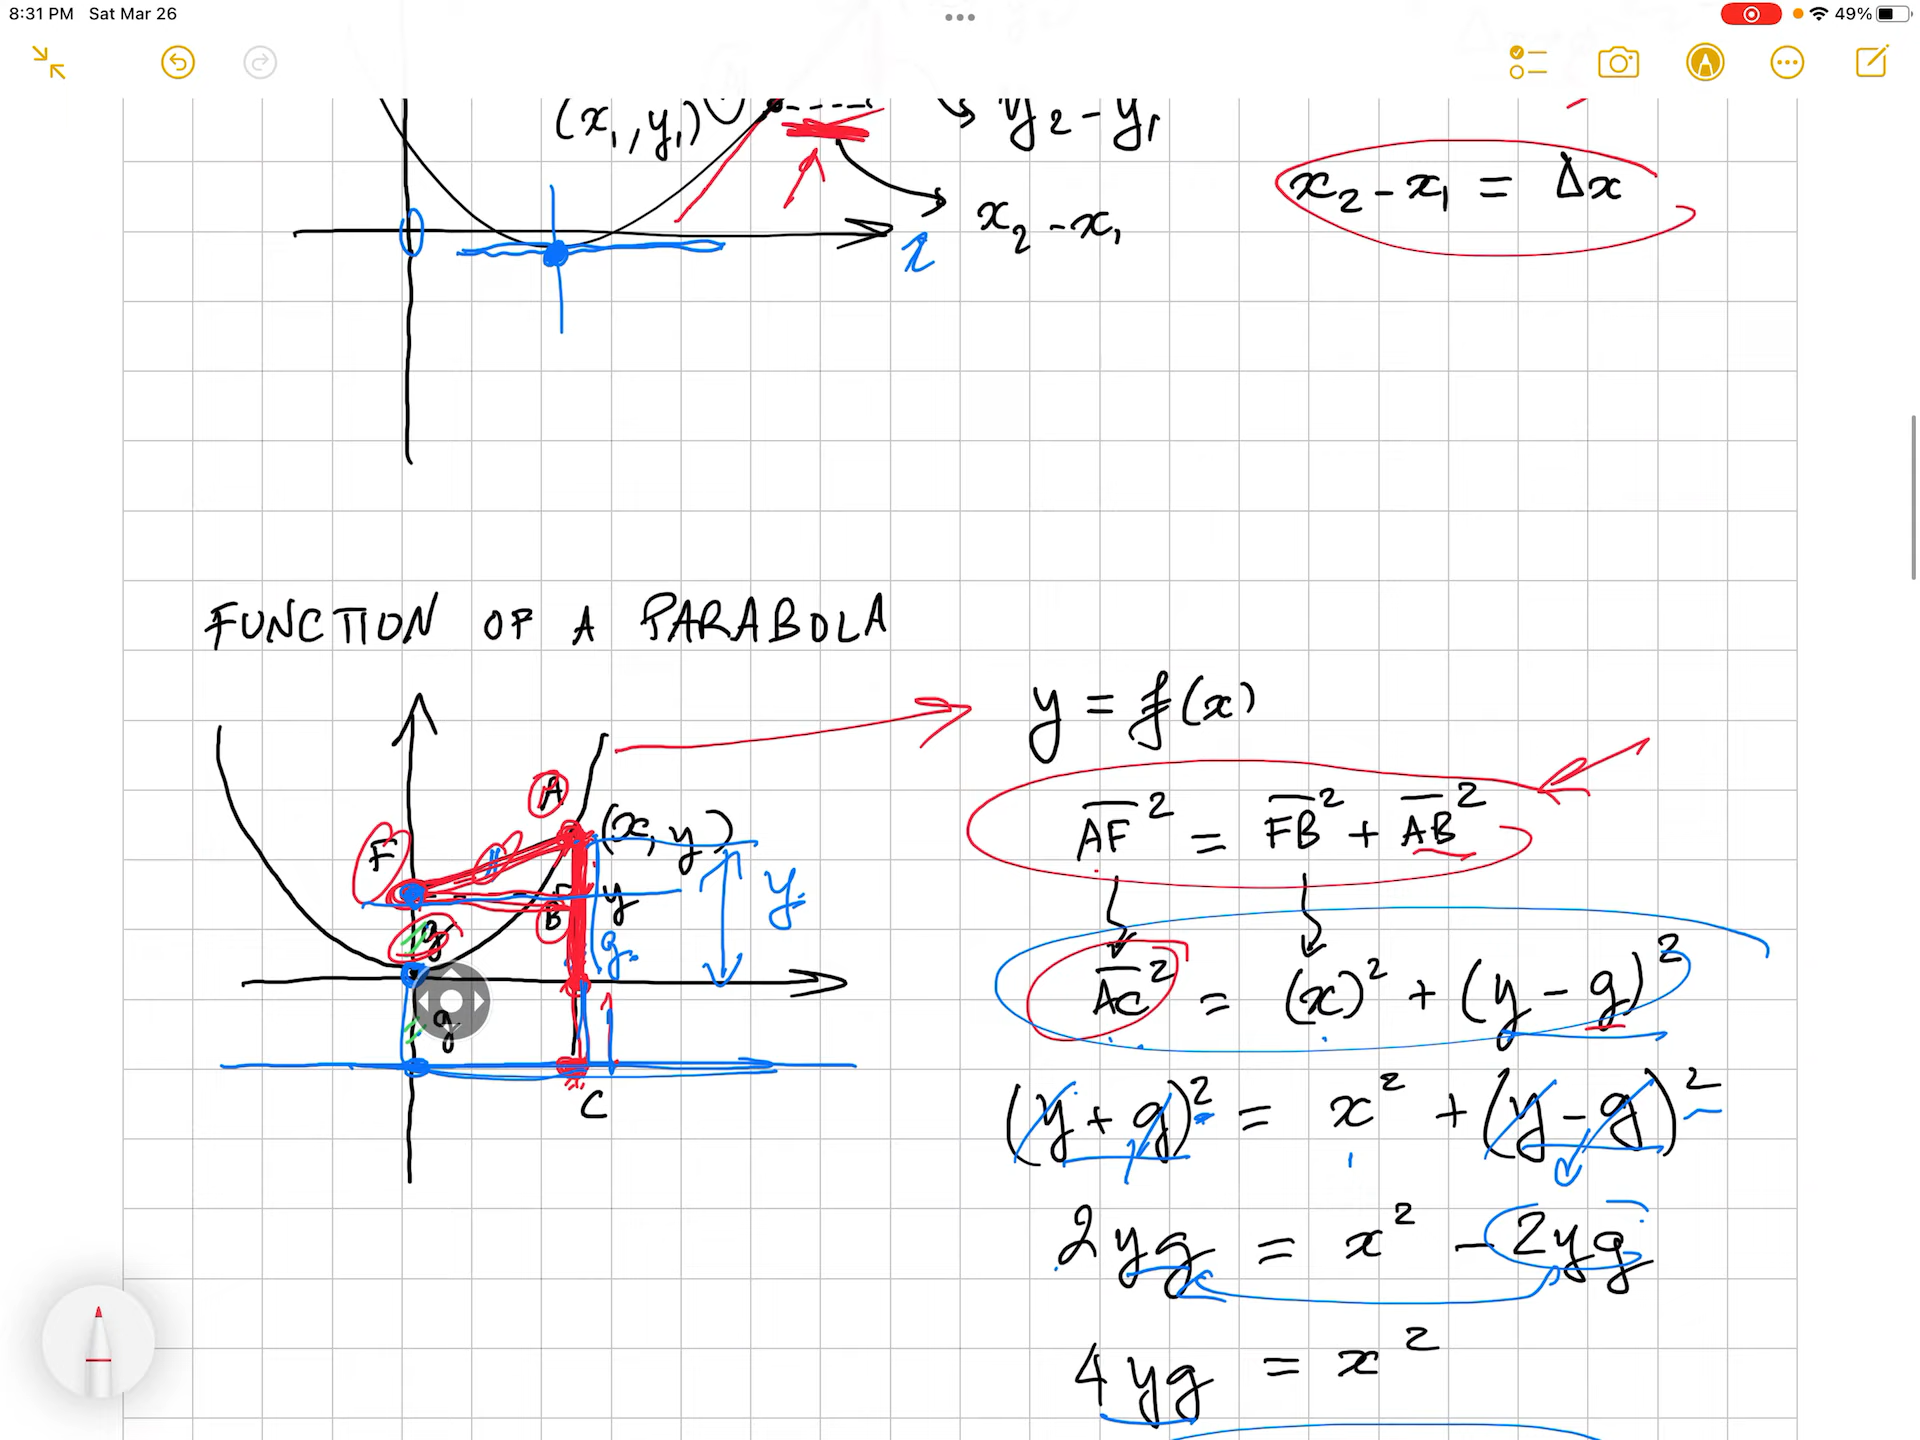 8:31 PM Sat Mar 26
49%
(x₁, y₁)
y₂ - y₁
x₂ - x₁
x₂ - x₁ = Δx
x
FUNCTION OF A PARABOLA
A
(x, y)
F
B
y
y
g
g
g
C
y = f(x)
AF² = FB² + AB²
AC² = (x)² + (y - g)²
(y + g)² = x² + (y - g)²
2yg = x² - 2yg
4yg = x²